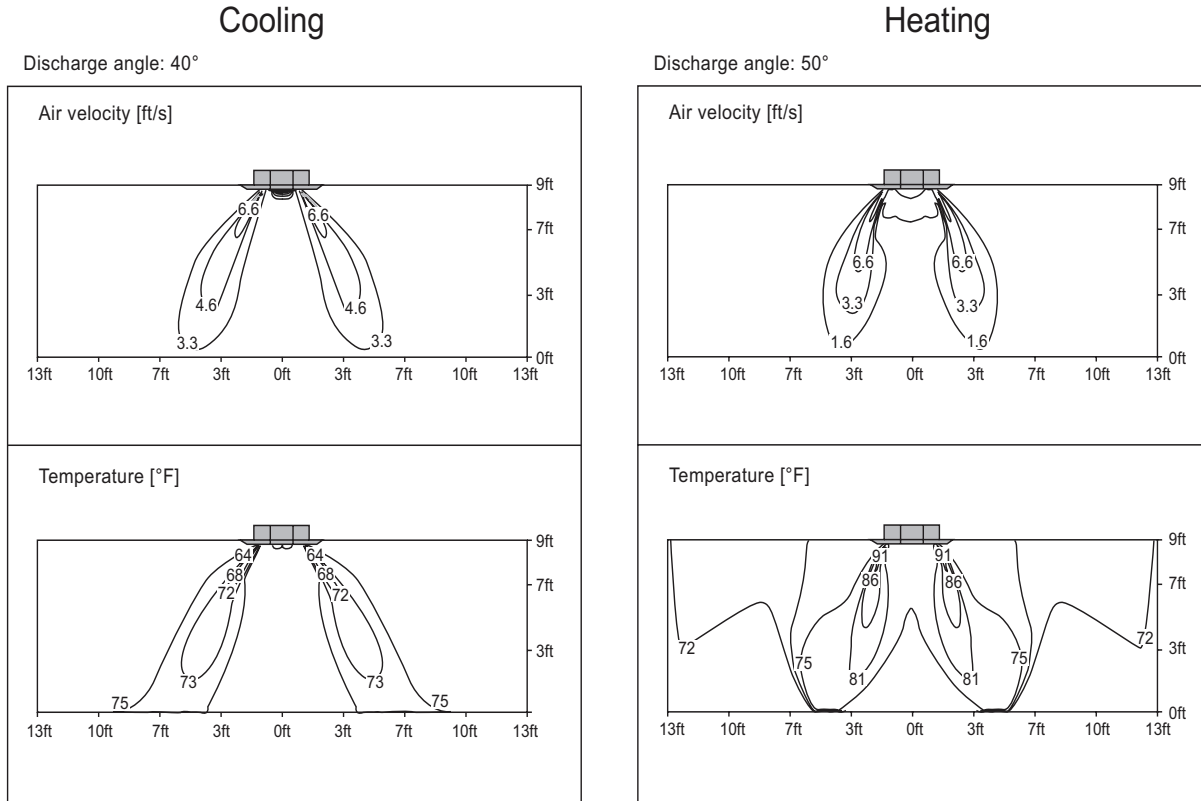 Cooling
Discharge angle: 40°
Air velocity [ft/s]
6.6 6.6
4.6 4.6
3.3 3.3
9ft
7ft
3ft
0ft
13ft 10ft 7ft 3ft 0ft 3ft 7ft 10ft 13ft
Temperature [°F]
64 64
68 68
72 72
73 73
75 75
9ft
7ft
3ft
0ft
13ft 10ft 7ft 3ft 0ft 3ft 7ft 10ft 13ft
Heating
Discharge angle: 50°
Air velocity [ft/s]
6.6 6.6
3.3 3.3
1.6 1.6
9ft
7ft
3ft
0ft
13ft 10ft 7ft 3ft 0ft 3ft 7ft 10ft 13ft
Temperature [°F]
91 91
86 86
72 72
75 75
81 81
9ft
7ft
3ft
0ft
13ft 10ft 7ft 3ft 0ft 3ft 7ft 10ft 13ft